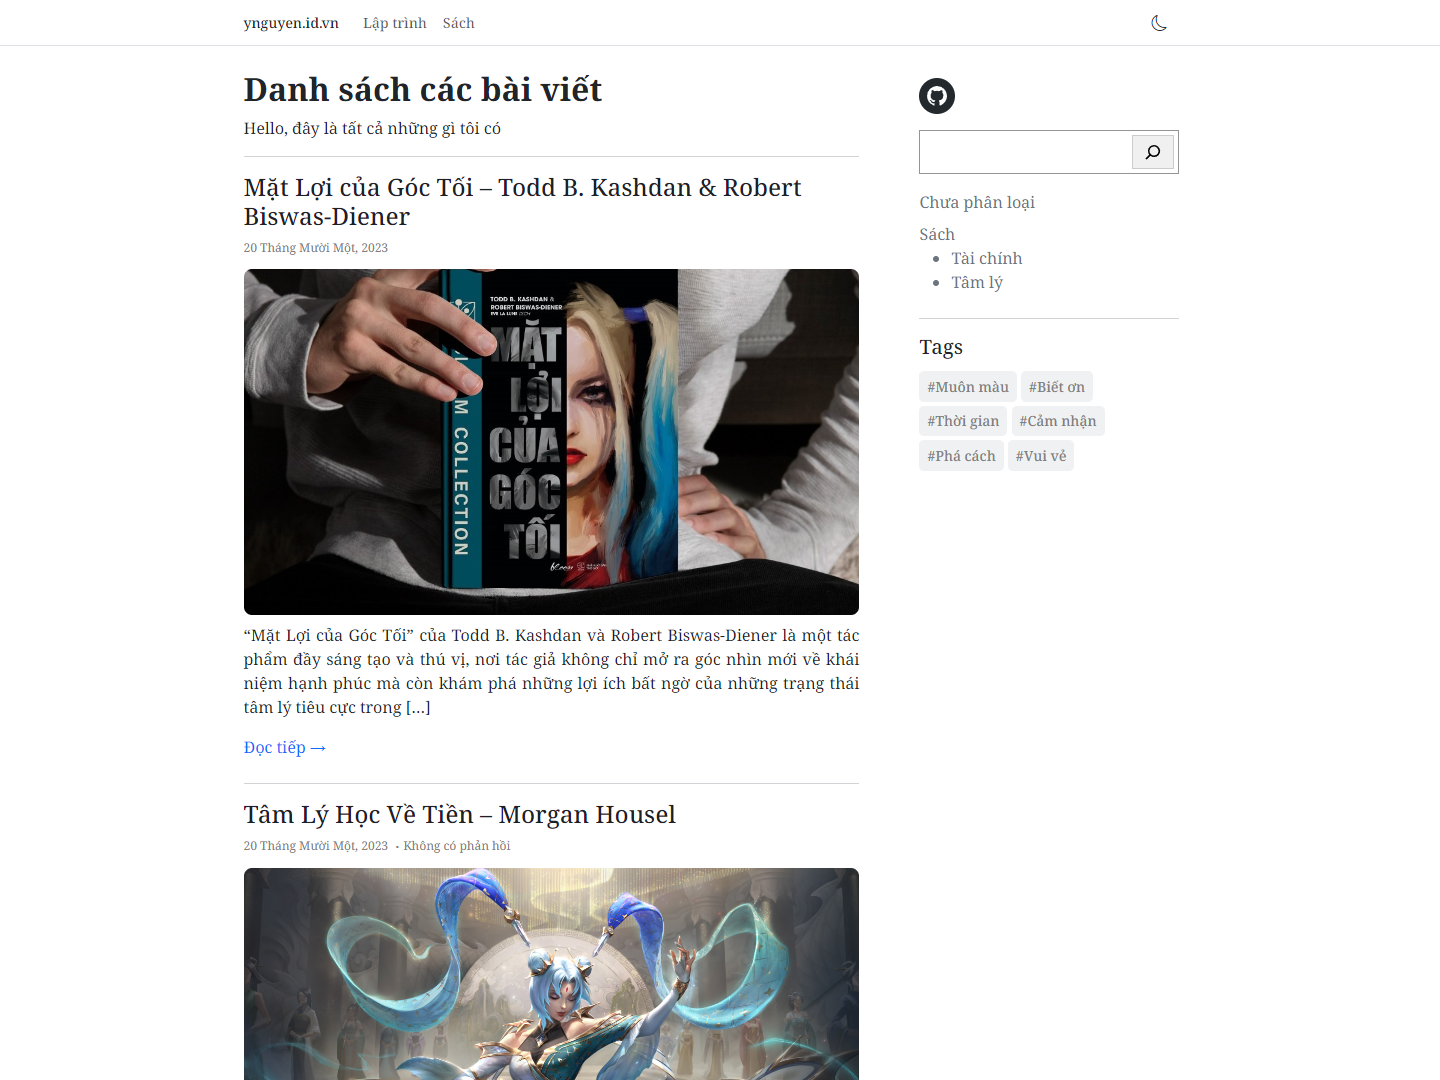 ynguyen.id.vn
Lập trình
Sách
Danh sách các bài viết
Hello, đây là tất cả những gì tôi có
Mặt Lợi của Góc Tối – Todd B. Kashdan & Robert
Biswas-Diener
20 Tháng Mười Một, 2023
TODD B. KASHDAN &
ROBERT BISWAS-DIENER
MẶT
LỢI
CỦA
GÓC
TỐI
COLLECTION
“Mặt Lợi của Góc Tối” của Todd B. Kashdan và Robert Biswas-Diener là một tác
phẩm đầy sáng tạo và thú vị, nơi tác giả không chỉ mở ra góc nhìn mới về khái
niệm hạnh phúc mà còn khám phá những lợi ích bất ngờ của những trạng thái
tâm lý tiêu cực trong […]
Đọc tiếp →
Tâm Lý Học Về Tiền – Morgan Housel
20 Tháng Mười Một, 2023 · Không có phản hồi
Chưa phân loại
Sách
Tài chính
Tâm lý
Tags
#Muôn màu #Biết ơn
#Thời gian #Cảm nhận
#Phá cách #Vui vẻ